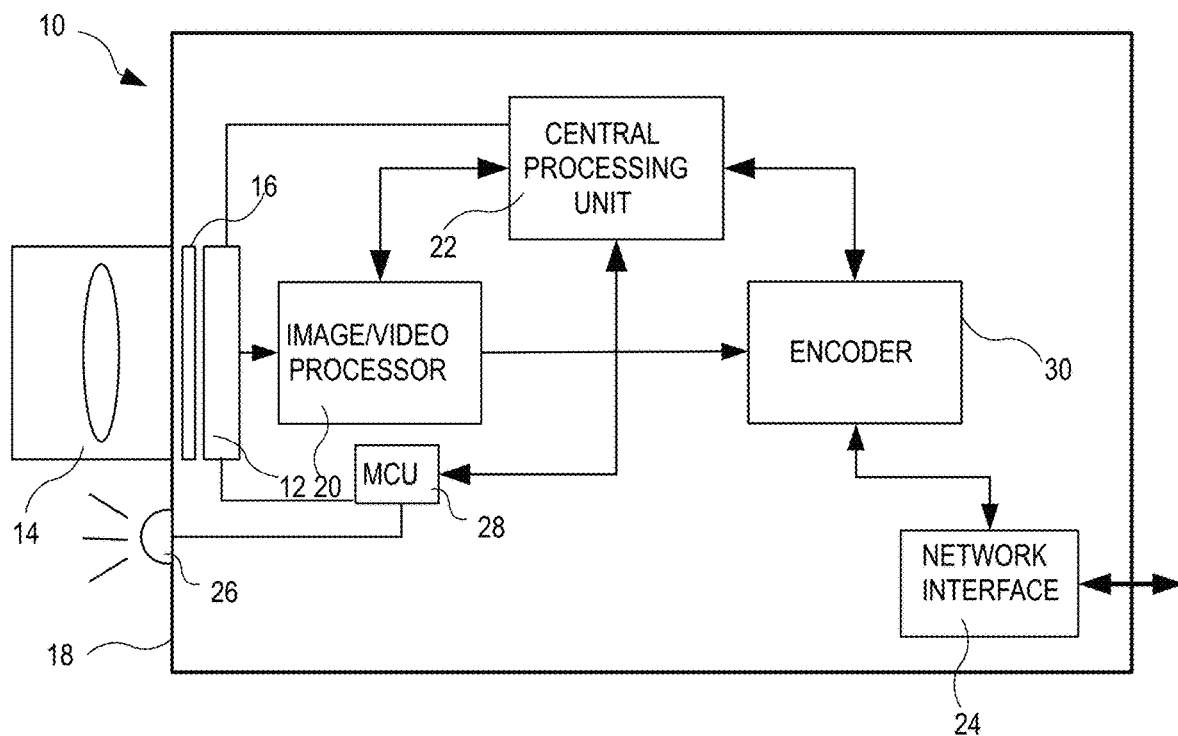 10
CENTRAL
PROCESSING
UNIT
16
22
IMAGE/VIDEO
PROCESSOR
ENCODER
30
12 20
MCU
28
14
26
NETWORK
INTERFACE
18
24